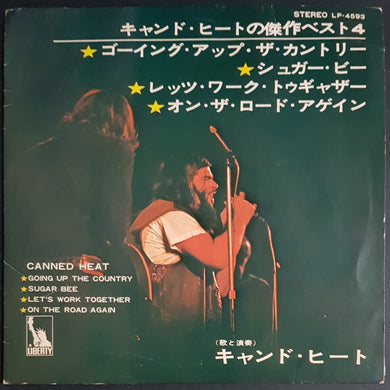 STEREO LP-4593
キャンド・ヒートの傑作ベスト4
★ゴーイング・アップ・ザ・カントリー
★シュガー・ビー
★レッツ・ワーク・トゥギャザー
★オン・ザ・ロード・アゲイン
CANNED HEAT
★GOING UP THE COUNTRY
★SUGAR BEE
★LET'S WORK TOGETHER
★ON THE ROAD AGAIN
LIBERTY
(歌と演奏)
キャンド・ヒート